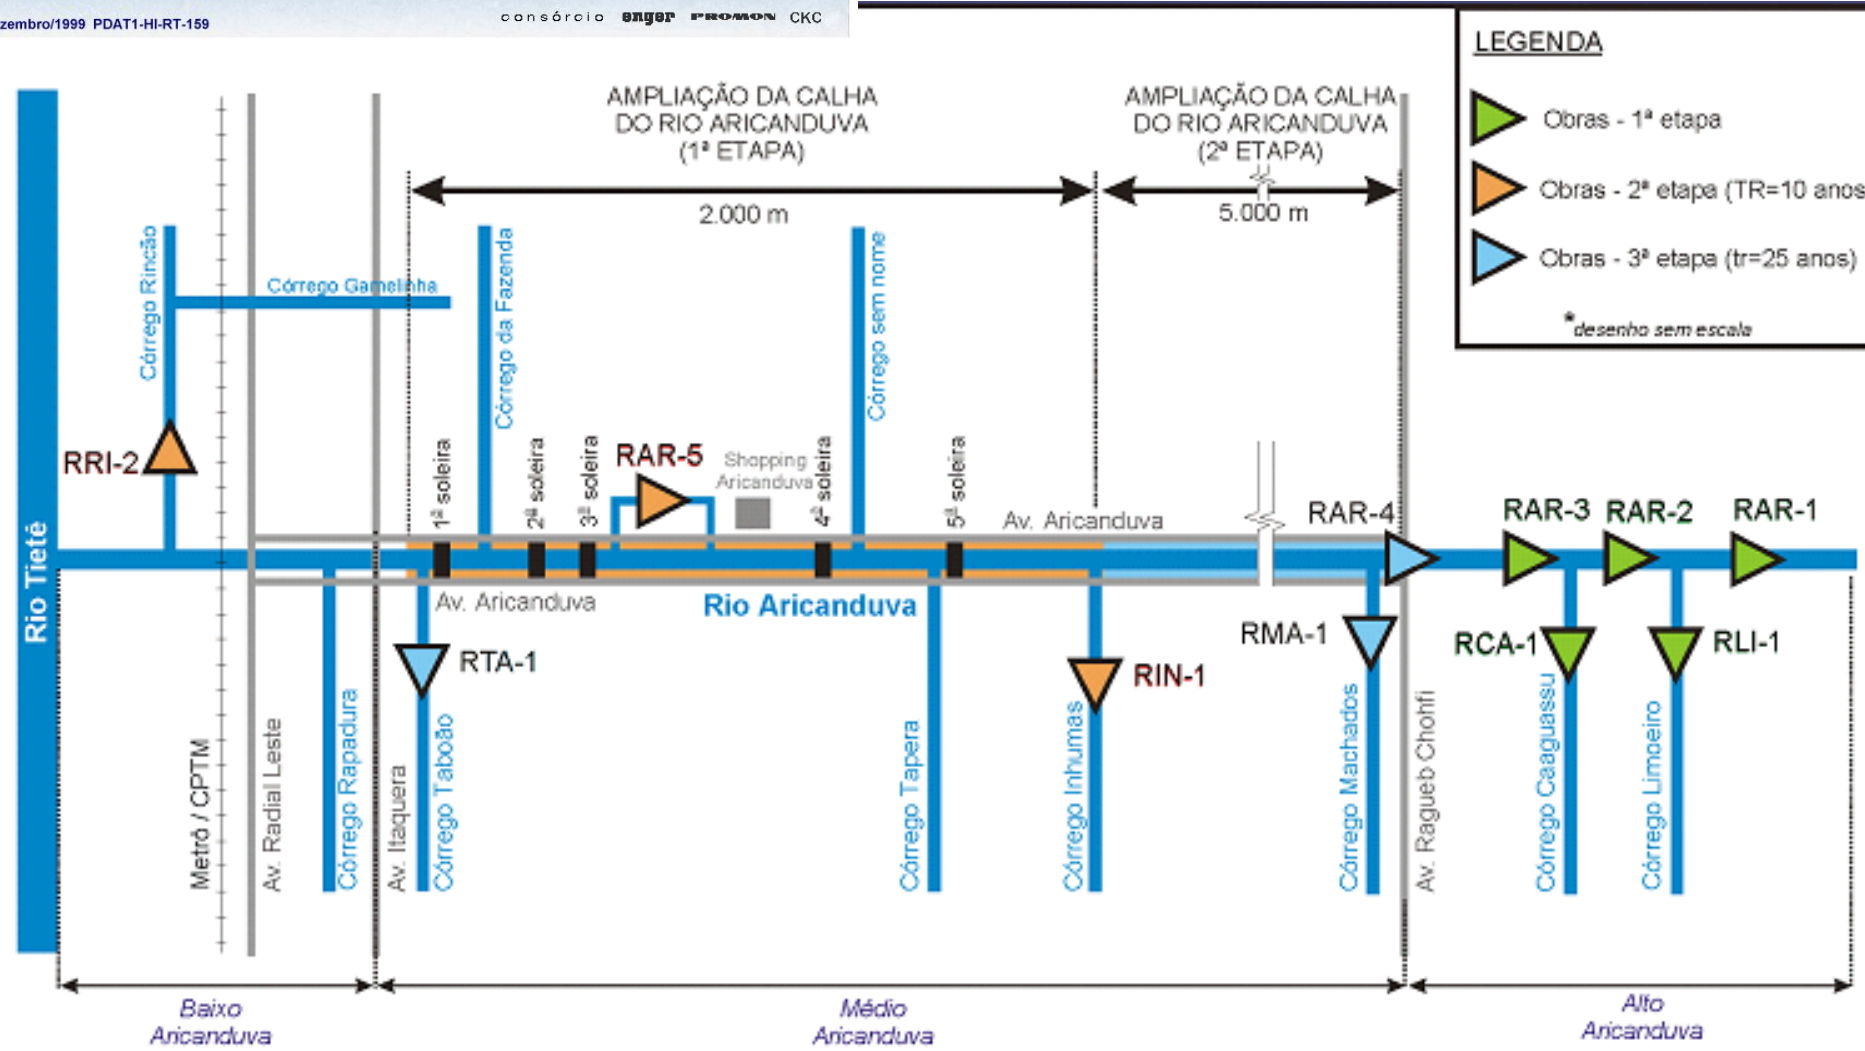 zembro/1999 PDAT1-HI-RT-159
consórcio enger PROMON CKC
LEGENDA
Obras - 1ª etapa
Obras - 2ª etapa (TR=10 anos
Obras - 3ª etapa (tr=25 anos)
*desenho sem escala
AMPLIAÇÃO DA CALHA
DO RIO ARICANDUVA
(1ª ETAPA)
2.000 m
AMPLIAÇÃO DA CALHA
DO RIO ARICANDUVA
(2ª ETAPA)
5.000 m
Córrego Rincão
Córrego Gamelinha
Córrego da Fazenda
Córrego sem nome
RRI-2
1ª soleira
2ª soleira
3ª soleira
RAR-5
Shopping
Aricanduva
4ª soleira
5ª soleira
Av. Aricanduva
RAR-4
RAR-3
RAR-2
RAR-1
Rio Tietê
Av. Aricanduva
Rio Aricanduva
RTA-1
RIN-1
RMA-1
RCA-1
RLI-1
Metrô / CPTM
Av. Radial Leste
Córrego Rapadura
Av. Itaquera
Córrego Taboão
Córrego Tapera
Córrego Inhumas
Córrego Machados
Av. Ragueb Chohfi
Córrego Caaguassu
Córrego Limoeiro
Baixo
Aricanduva
Médio
Aricanduva
Alto
Aricanduva